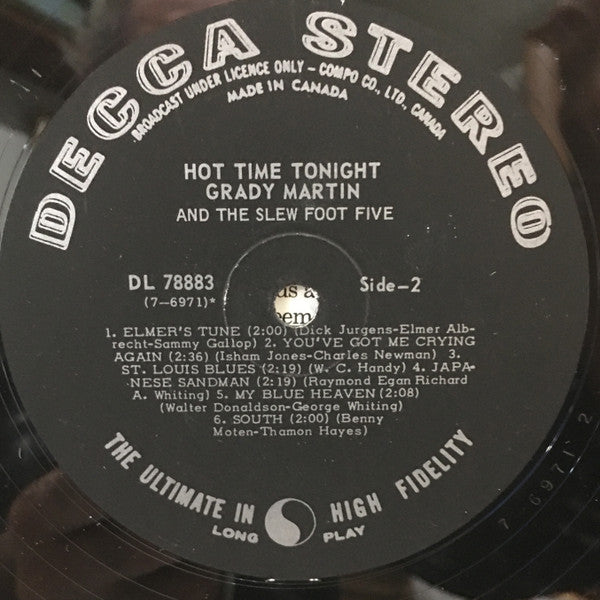 DECCA STEREO
BROADCAST UNDER LICENCE ONLY – COMPO CO., LTD., CANADA
MADE IN CANADA
HOT TIME TONIGHT
GRADY MARTIN
AND THE SLEW FOOT FIVE
DL 78883
(7–6971)*
Side–2
us a
eem
1. ELMER'S TUNE (2:00) (Dick Jurgens-Elmer Alb-
recht-Sammy Gallop) 2. YOU'VE GOT ME CRYING
AGAIN (2:36) (Isham Jones-Charles Newman) 3.
ST. LOUIS BLUES (2:19) (W. C. Handy) 4. JAPA-
NESE SANDMAN (2:19) (Raymond Egan Richard
A. Whiting) 5. MY BLUE HEAVEN (2:08)
(Walter Donaldson-George Whiting)
6. SOUTH (2:00) (Benny
Moten-Thamon Hayes)
THE ULTIMATE IN HIGH FIDELITY
LONG PLAY
7 6971 2